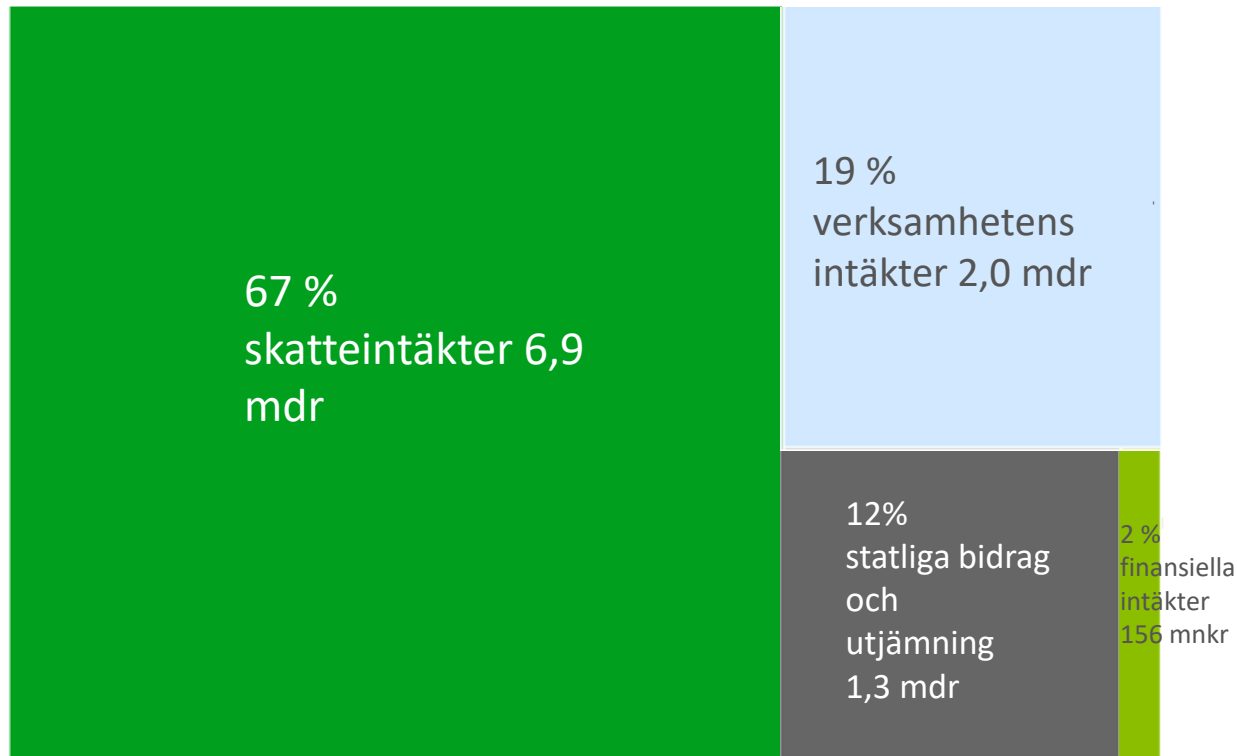 67 %
skatteintäkter 6,9
mdr
19 %
verksamhetens
intäkter 2,0 mdr
12%
statliga bidrag
och
utjämning
1,3 mdr
2 %
finansiella
intäkter
156 mnkr